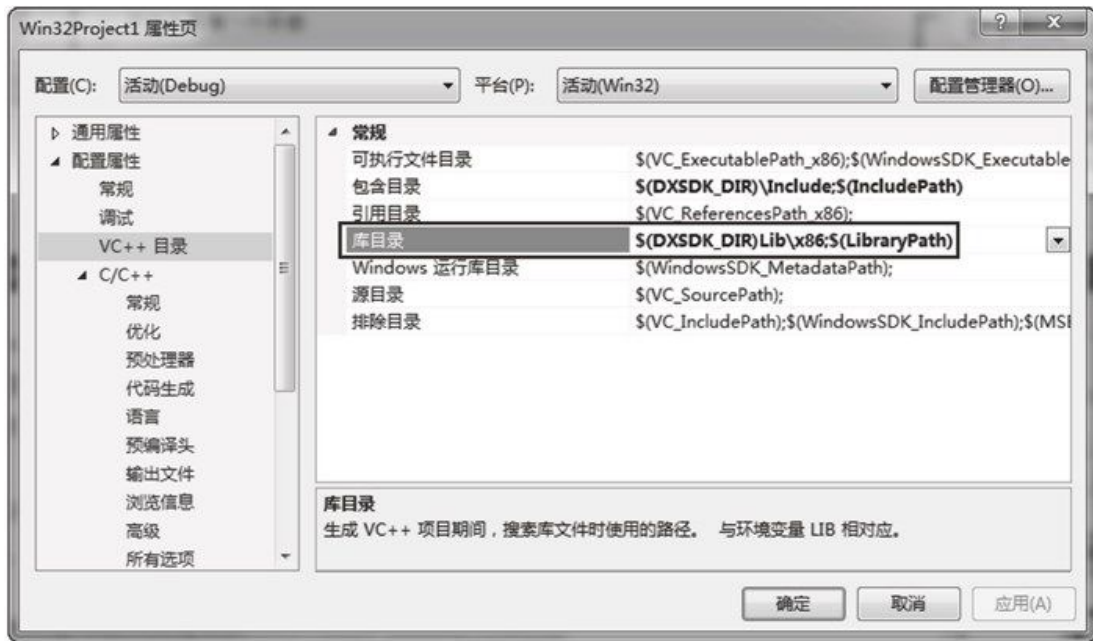 Win32Project1 属性页
配置(C): 活动(Debug) 平台(P): 活动(Win32) 配置管理器(O)...
通用属性
配置属性
常规
调试
VC++ 目录
C/C++
常规
优化
预处理器
代码生成
语言
预编译头
输出文件
浏览信息
高级
所有选项
常规
可执行文件目录 $(VC_ExecutablePath_x86);$(WindowsSDK_Executable
包含目录 $(DXSDK_DIR)\Include;$(IncludePath)
引用目录 $(VC_ReferencesPath_x86);
库目录 $(DXSDK_DIR)Lib\x86;$(LibraryPath)
Windows 运行库目录 $(WindowsSDK_MetadataPath);
源目录 $(VC_SourcePath);
排除目录 $(VC_IncludePath);$(WindowsSDK_IncludePath);$(MSB
库目录
生成 VC++ 项目期间，搜索库文件时使用的路径。 与环境变量 LIB 相对应。
确定 取消 应用(A)